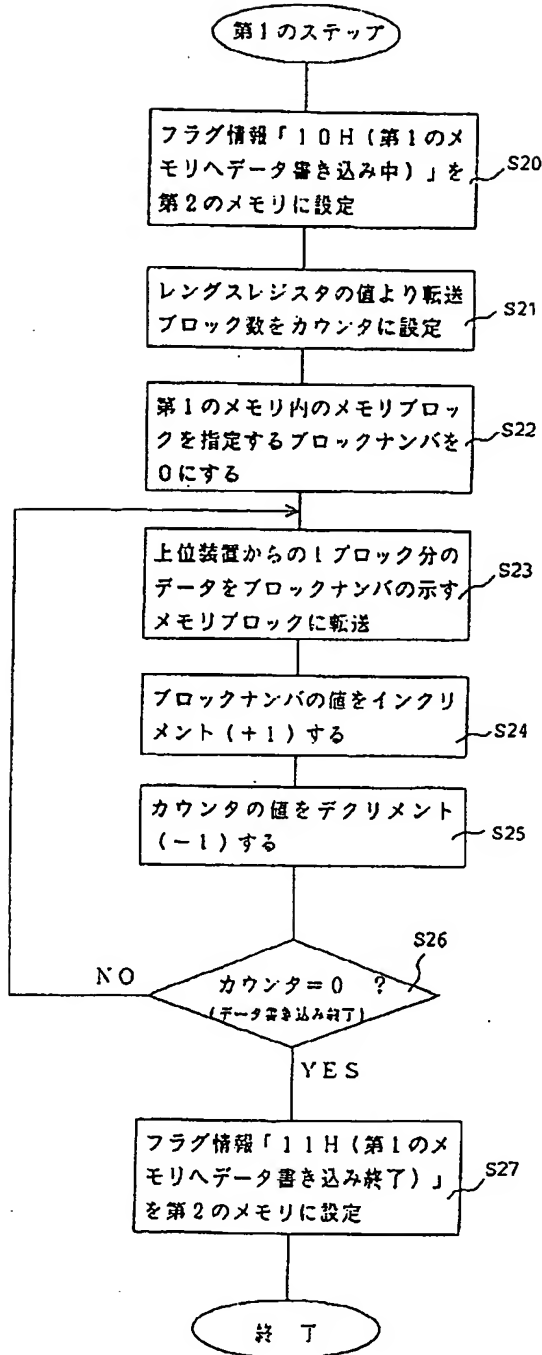 第1のステップ
フラグ情報「10H(第1のメ
モリへデータ書き込み中)」を
第2のメモリに設定
S20
レングスレジスタの値より転送
ブロック数をカウンタに設定
S21
第1のメモリ内のメモリブロッ
クを指定するブロックナンバを
0にする
S22
上位装置からの1ブロック分の
データをブロックナンバの示す
メモリブロックに転送
S23
ブロックナンバの値をインクリ
メント(+1)する
S24
カウンタの値をデクリメント
(-1)する
S25
S26
NO
カウンタ=0 ?
(データ書き込み終了)
YES
フラグ情報「11H(第1のメ
モリへデータ書き込み終了)」
を第2のメモリに設定
S27
終了